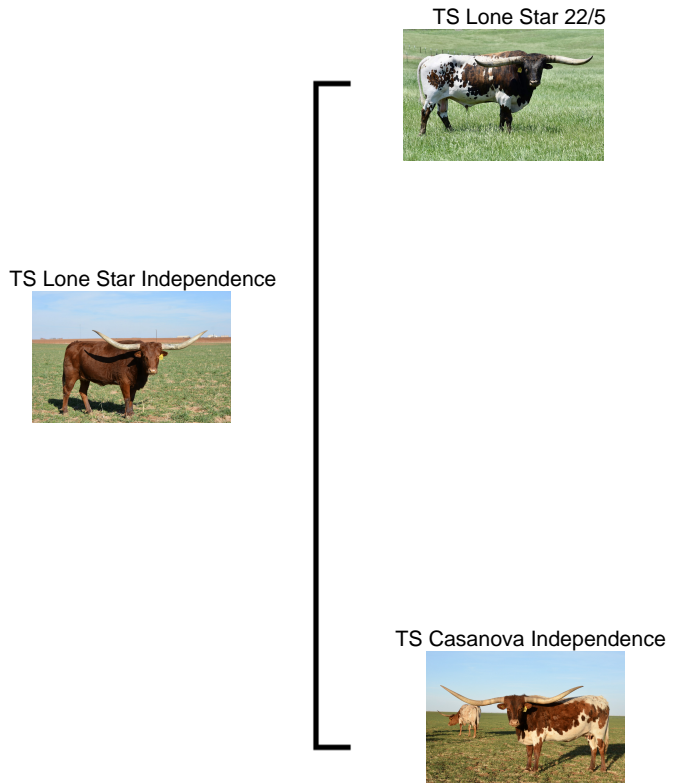 TS Lone Star 22/5
TS Lone Star Independence
TS Casanova Independence